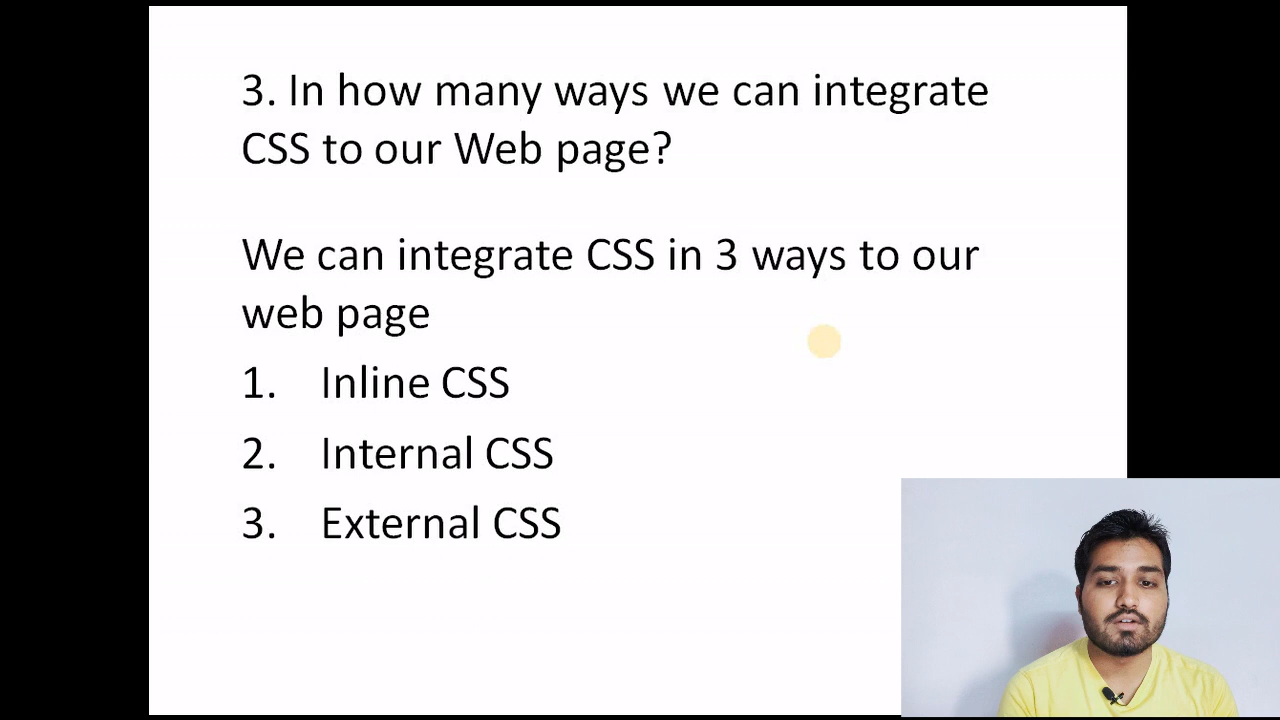 3. In how many ways we can integrate
CSS to our Web page?
We can integrate CSS in 3 ways to our
web page
1. Inline CSS
2. Internal CSS
3. External CSS